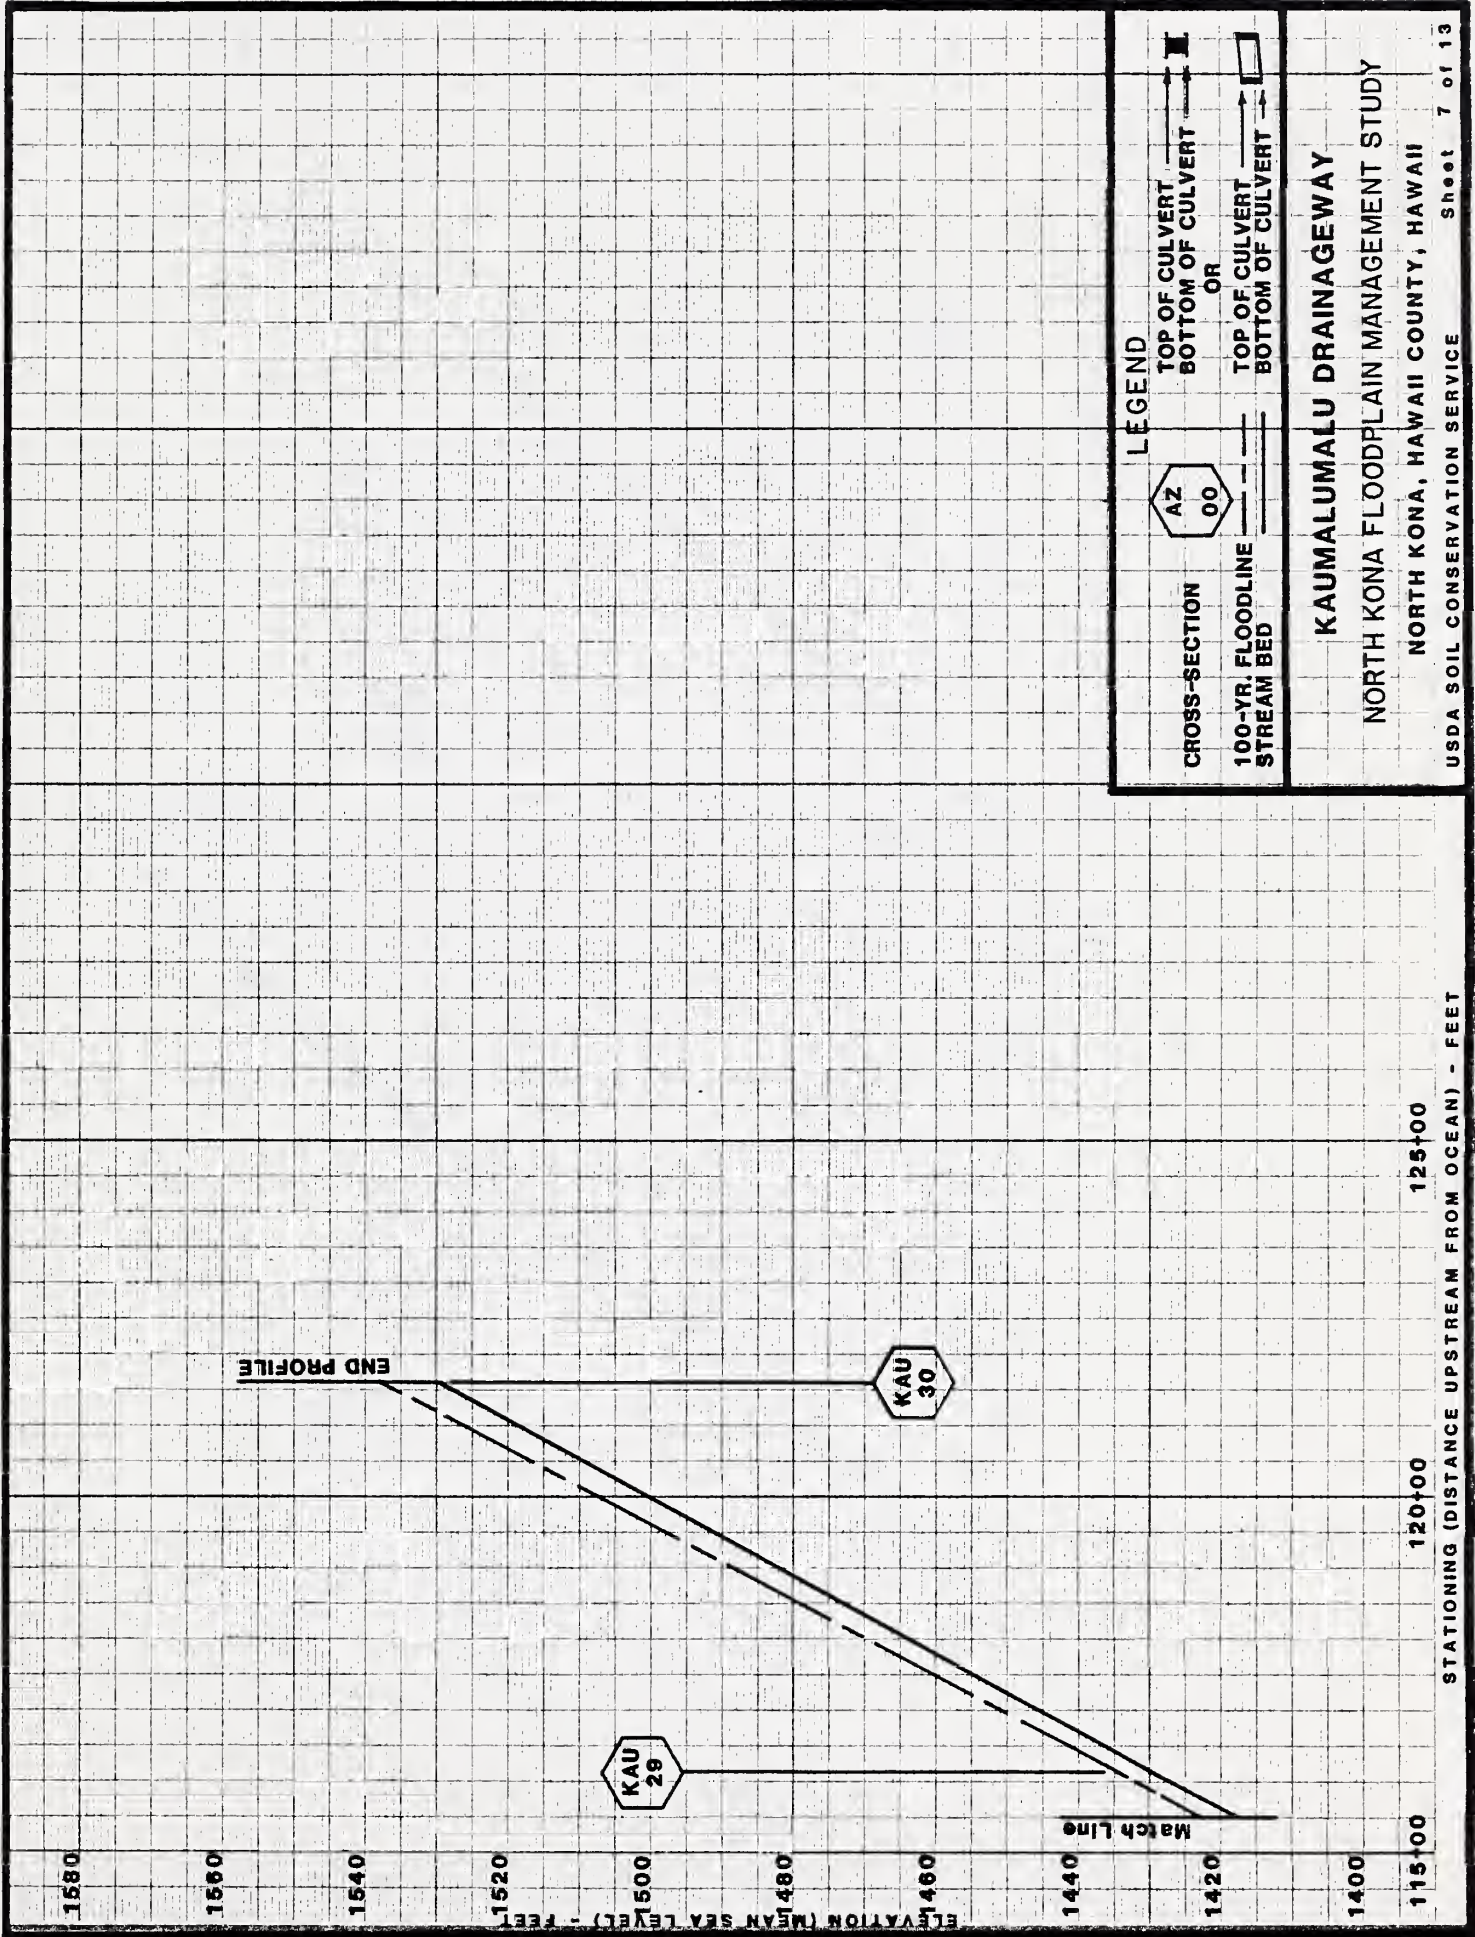 1580
1560
1540
1520
1500
1480
1460
1440
1420
1400
ELEVATION (MEAN SEA LEVEL) - FEET
115+00
120+00
125+00
STATIONING (DISTANCE UPSTREAM FROM OCEAN) - FEET
Match Line
KAU
29
END PROFILE
KAU
30
LEGEND
CROSS-SECTION
AZ
00
TOP OF CULVERT
BOTTOM OF CULVERT
OR
100-YR. FLOODLINE
STREAM BED
TOP OF CULVERT
BOTTOM OF CULVERT
KAUMALUMALU DRAINAGEWAY
NORTH KONA FLOODPLAIN MANAGEMENT STUDY
NORTH KONA, HAWAII COUNTY, HAWAII
USDA SOIL CONSERVATION SERVICE Sheet 7 of 13